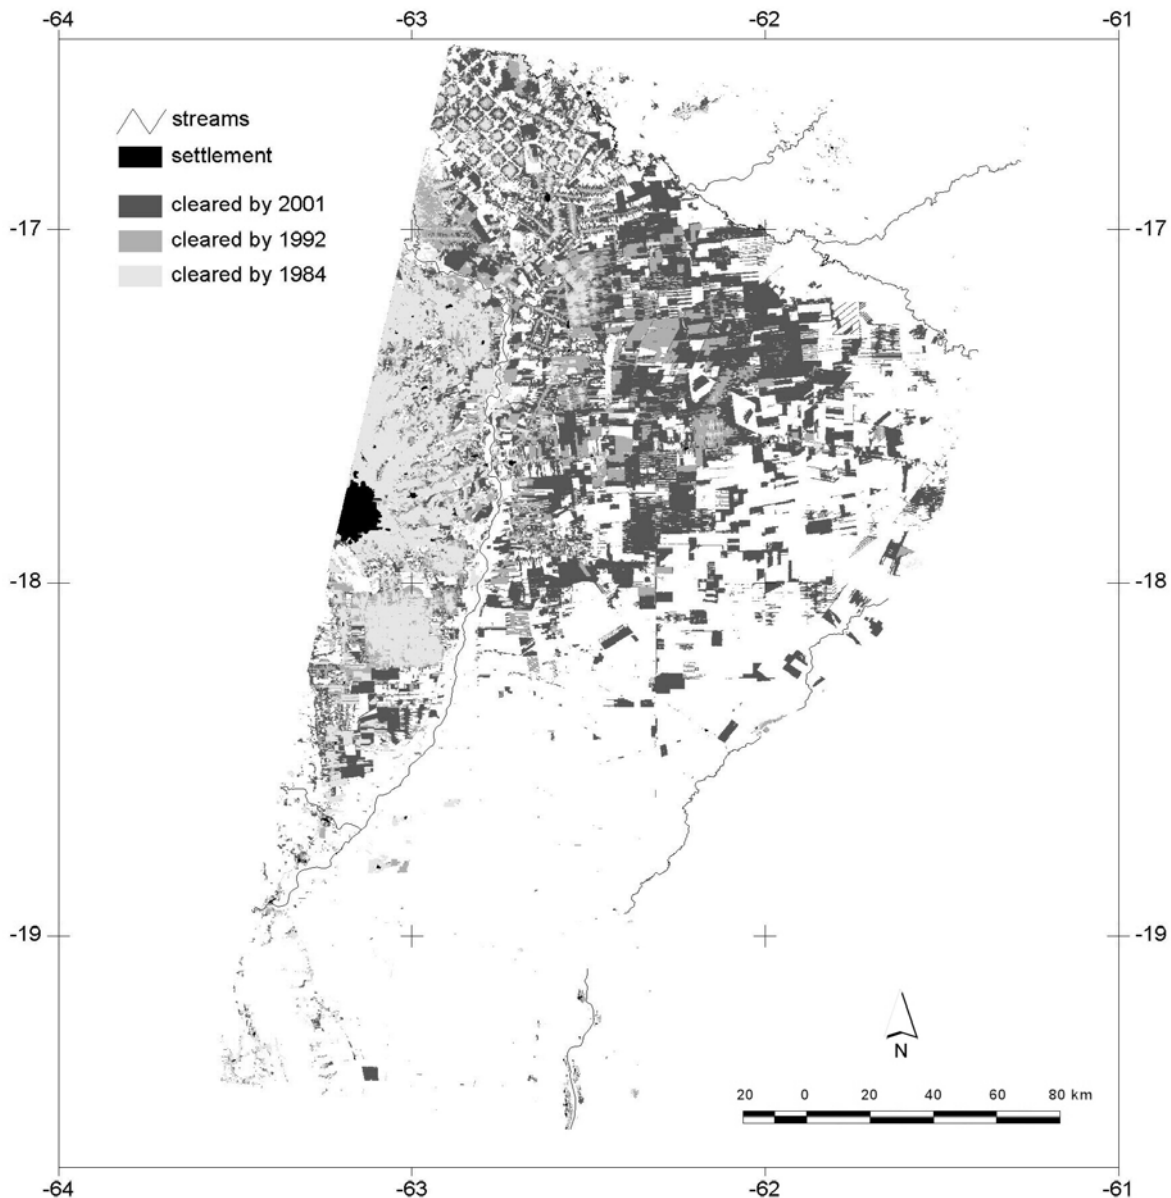 -64 -63 -62 -61
streams
settlement
cleared by 2001
cleared by 1992
cleared by 1984
-17 -17
-18 -18
-19 -19
N
20 0 20 40 60 80 km
-64 -63 -62 -61